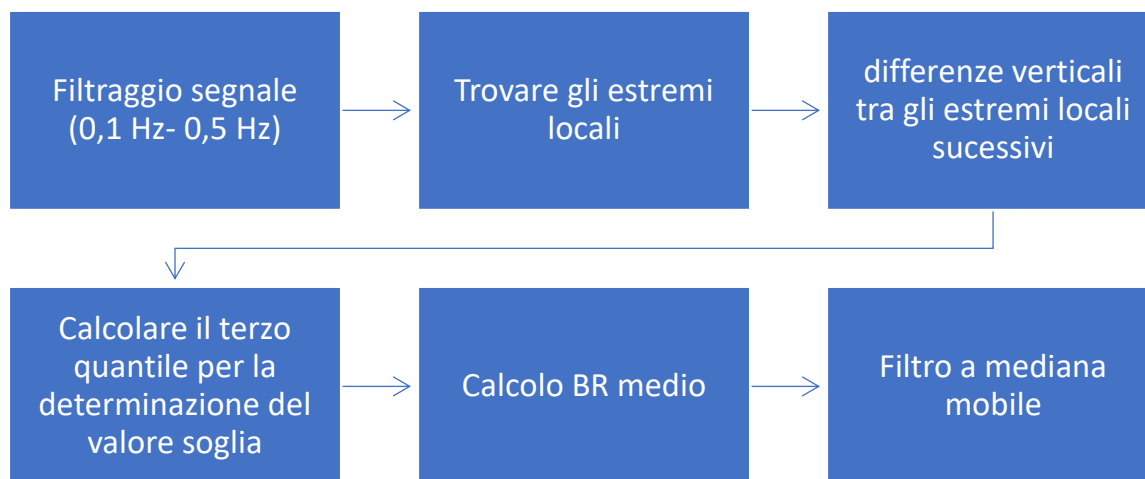 Filtraggio segnale
(0,1 Hz- 0,5 Hz)
Trovare gli estremi
locali
differenze verticali
tra gli estremi locali
sucessivi
Calcolare il terzo
quantile per la
determinazione del
valore soglia
Calcolo BR medio
Filtro a mediana
mobile